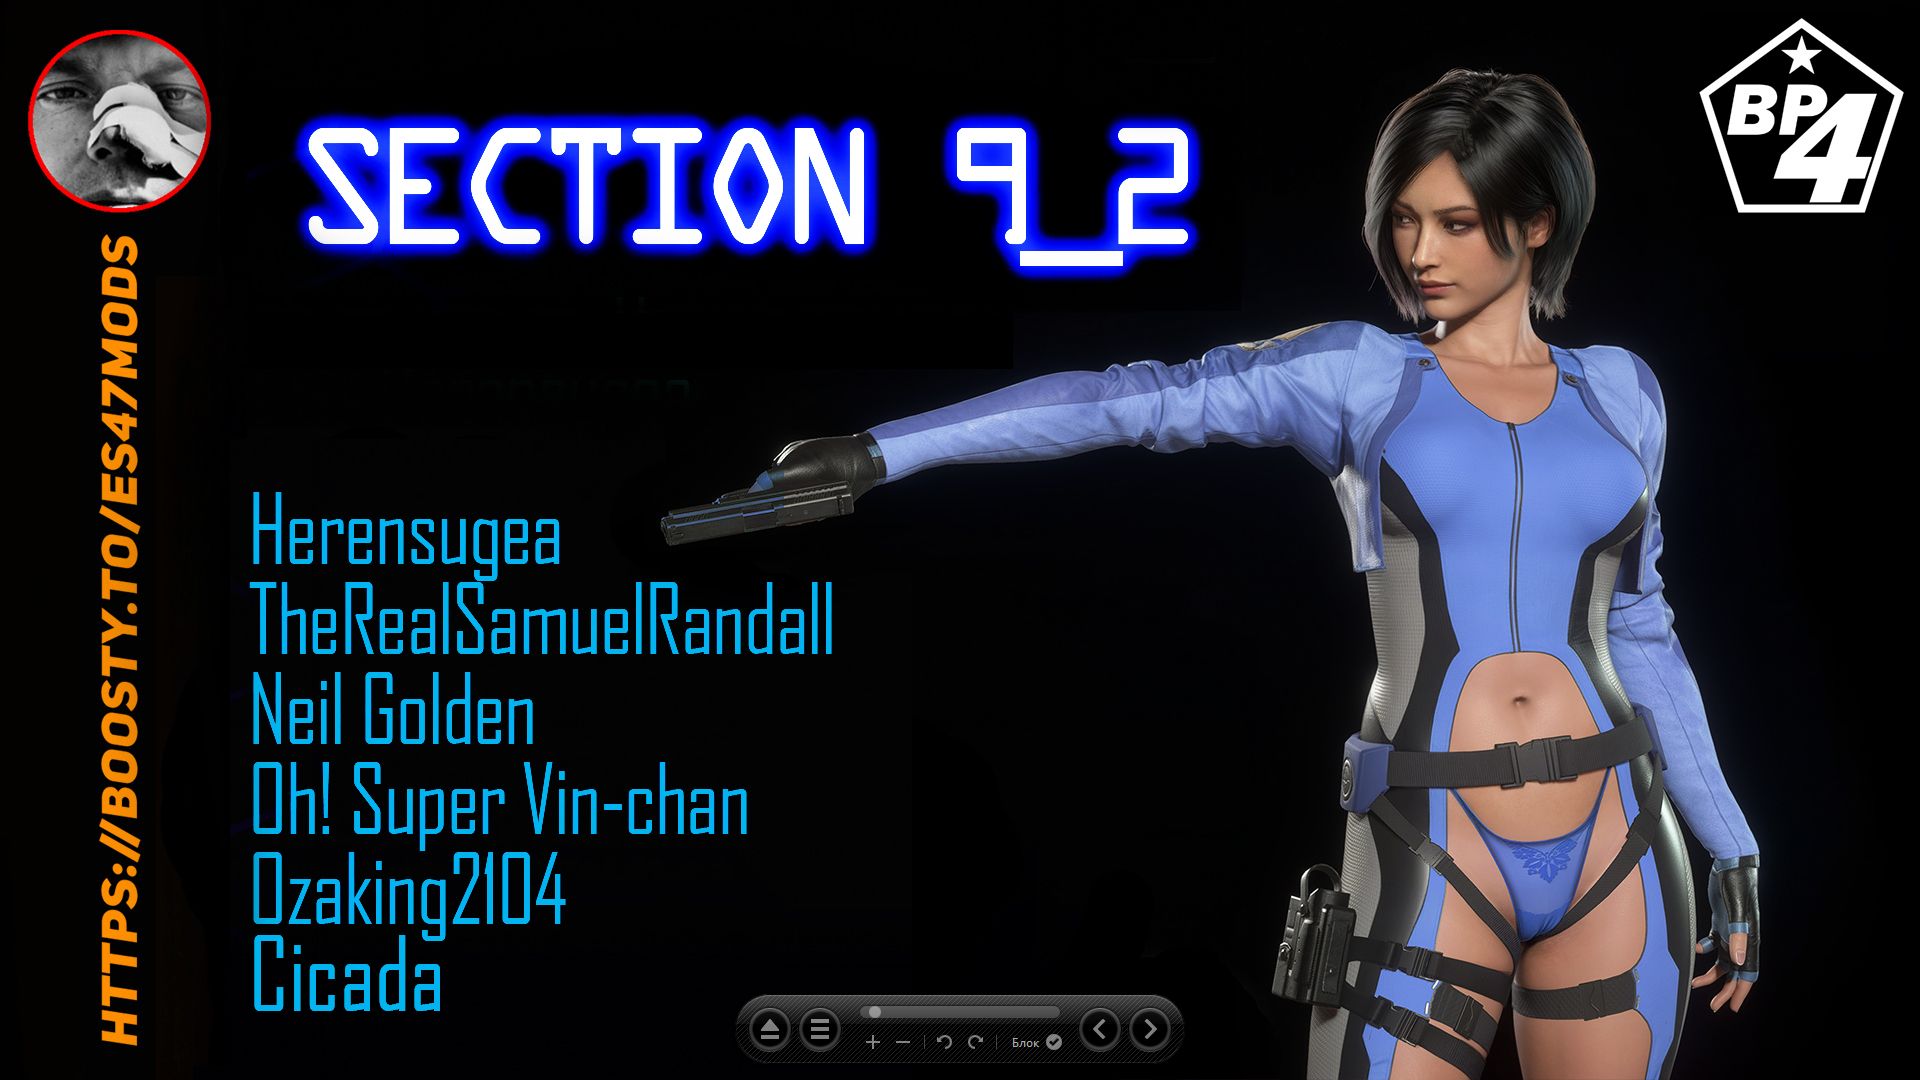 SECTION 9_2
BP4
HTTPS://BOOSTY.TO/ES47MODS
Herensugea
TheRealSamuelRandall
Neil Golden
Oh! Super Vin-chan
Ozaking2104
Cicada
Блок